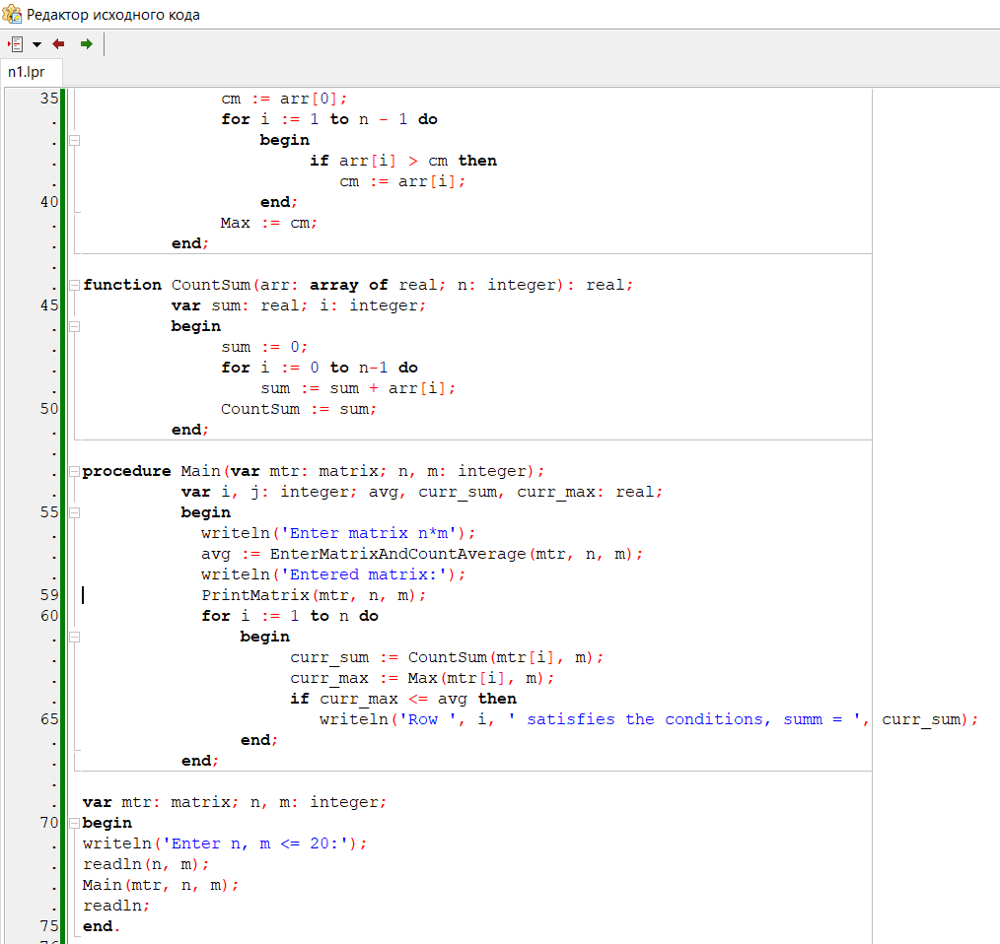 Редактор исходного кода
n1.lpr
35 cm := arr[0];
. for i := 1 to n - 1 do
. begin
. if arr[i] > cm then
. cm := arr[i];
40 end;
. Max := cm;
. end;
.
. function CountSum(arr: array of real; n: integer): real;
45 var sum: real; i: integer;
. begin
. sum := 0;
. for i := 0 to n-1 do
. sum := sum + arr[i];
50 CountSum := sum;
. end;
.
. procedure Main(var mtr: matrix; n, m: integer);
. var i, j: integer; avg, curr_sum, curr_max: real;
55 begin
. writeln('Enter matrix n*m');
. avg := EnterMatrixAndCountAverage(mtr, n, m);
. writeln('Entered matrix:');
59 PrintMatrix(mtr, n, m);
60 for i := 1 to n do
. begin
. curr_sum := CountSum(mtr[i], m);
. curr_max := Max(mtr[i], m);
. if curr_max <= avg then
65 writeln('Row ', i, ' satisfies the conditions, summ = ', curr_sum);
. end;
. end;
.
. var mtr: matrix; n, m: integer;
70 begin
. writeln('Enter n, m <= 20:');
. readln(n, m);
. Main(mtr, n, m);
. readln;
75 end.